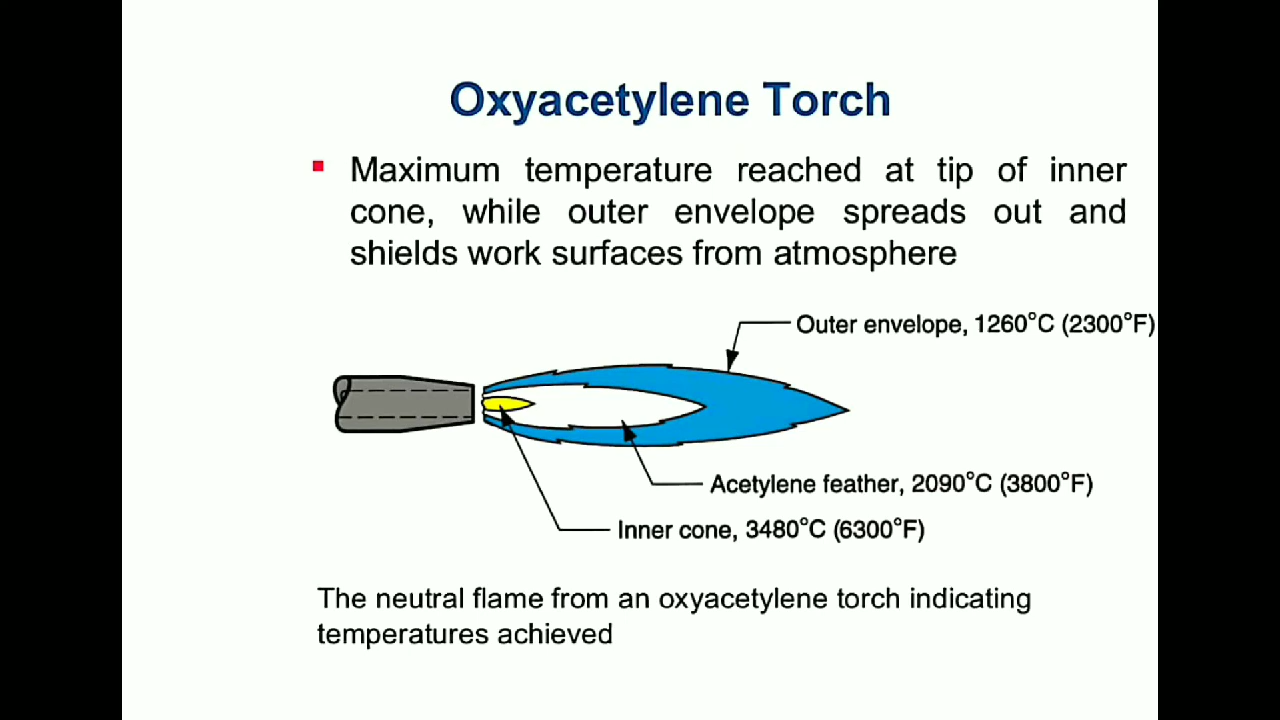 Oxyacetylene Torch
Maximum temperature reached at tip of inner
cone, while outer envelope spreads out and
shields work surfaces from atmosphere
Outer envelope, 1260°C (2300°F)
Acetylene feather, 2090°C (3800°F)
Inner cone, 3480°C (6300°F)
The neutral flame from an oxyacetylene torch indicating
temperatures achieved